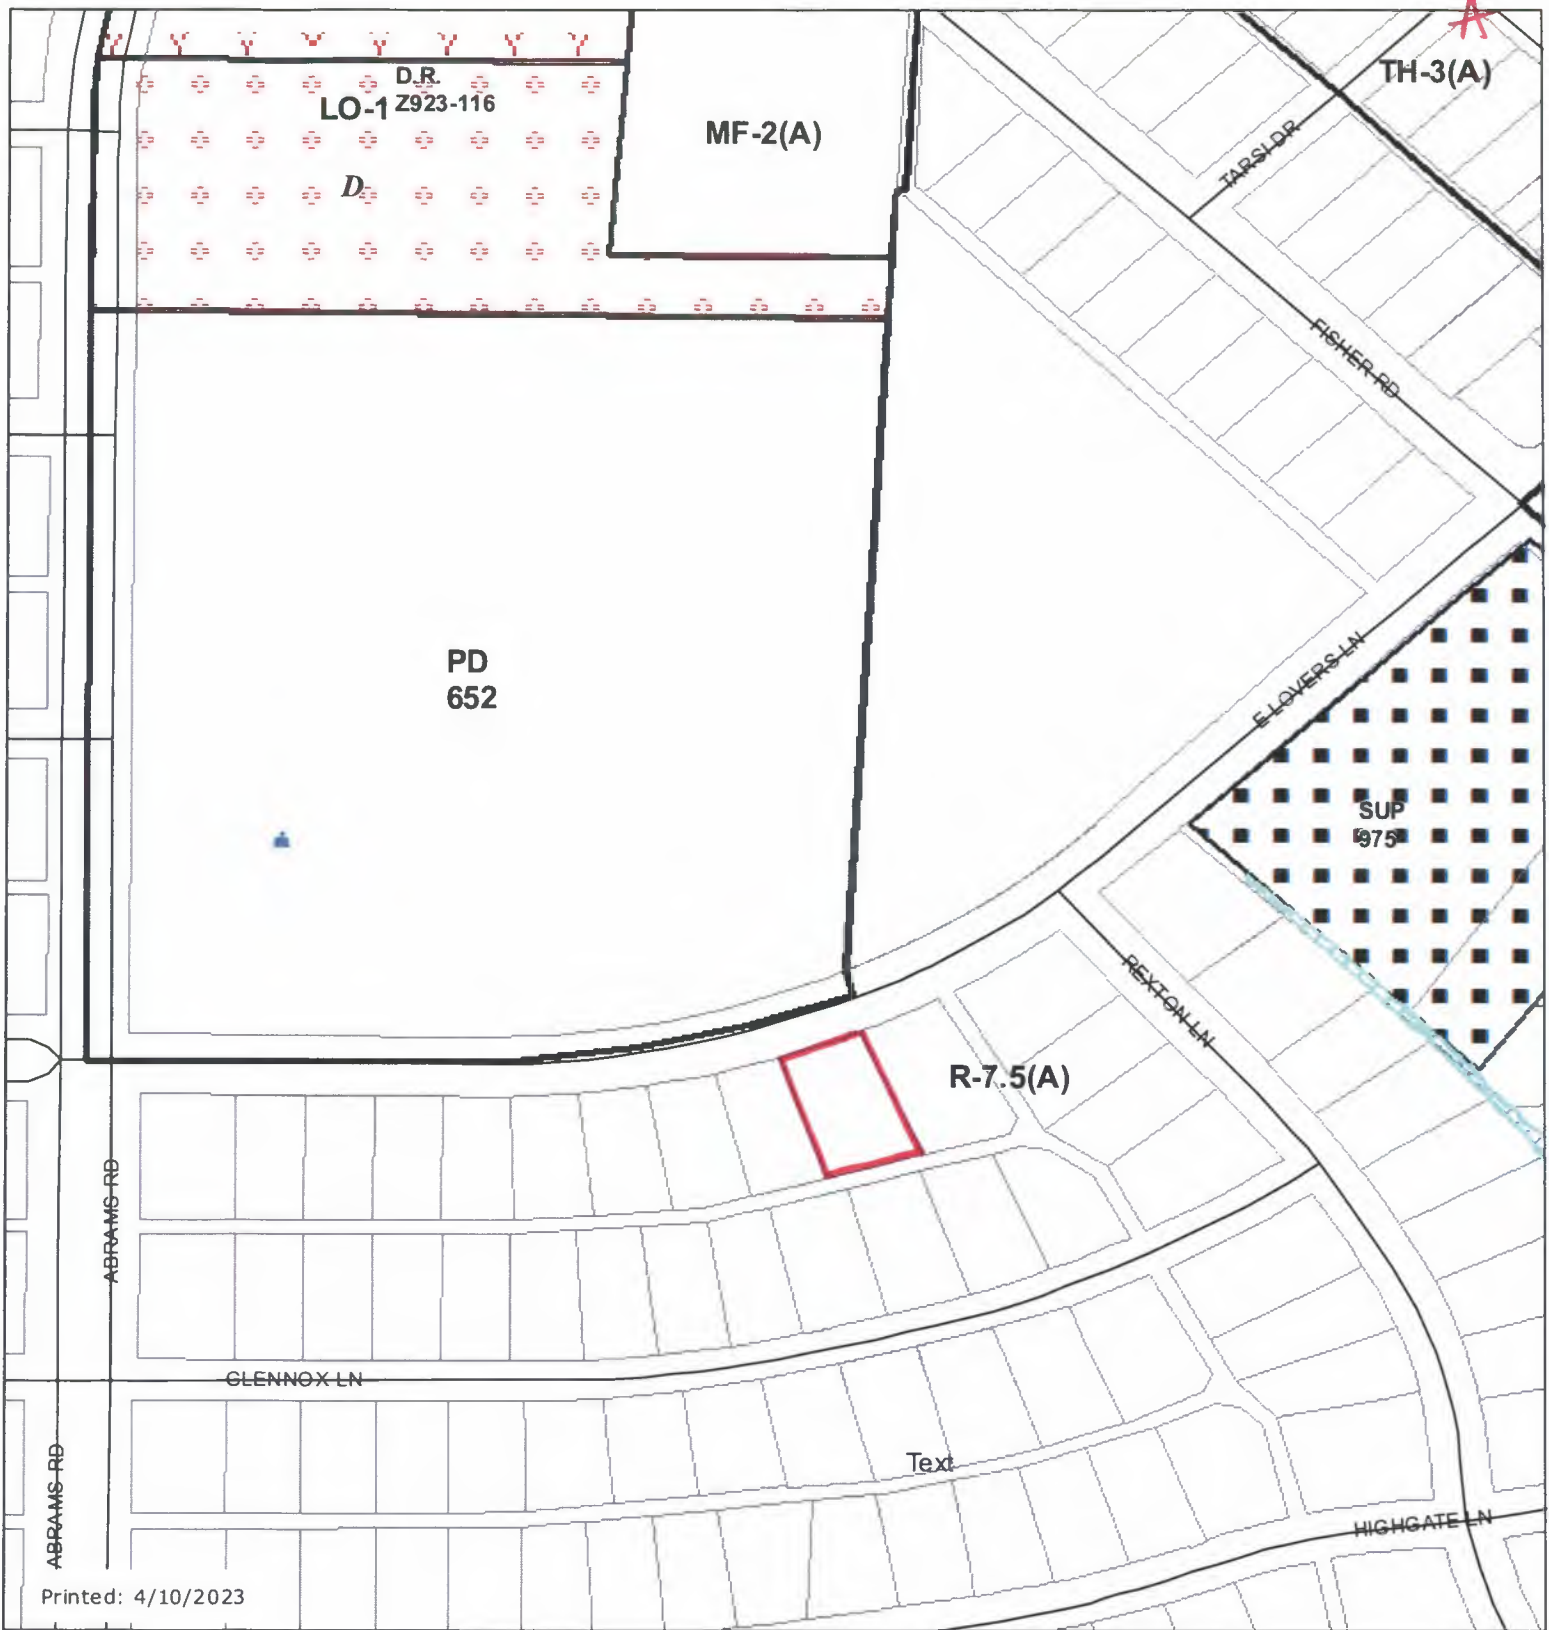 A
TH-3(A)
D.R.
LO-1 Z923-116
MF-2(A)
TARSI DR
D
FISHER RD
PD
652
E LOVERS LN
SUP
975
REXTON LN
R-7.5(A)
ABRAMS RD
GLENNOX LN
Text
ABRAMS RD
HIGHGATE LN
Printed: 4/10/2023